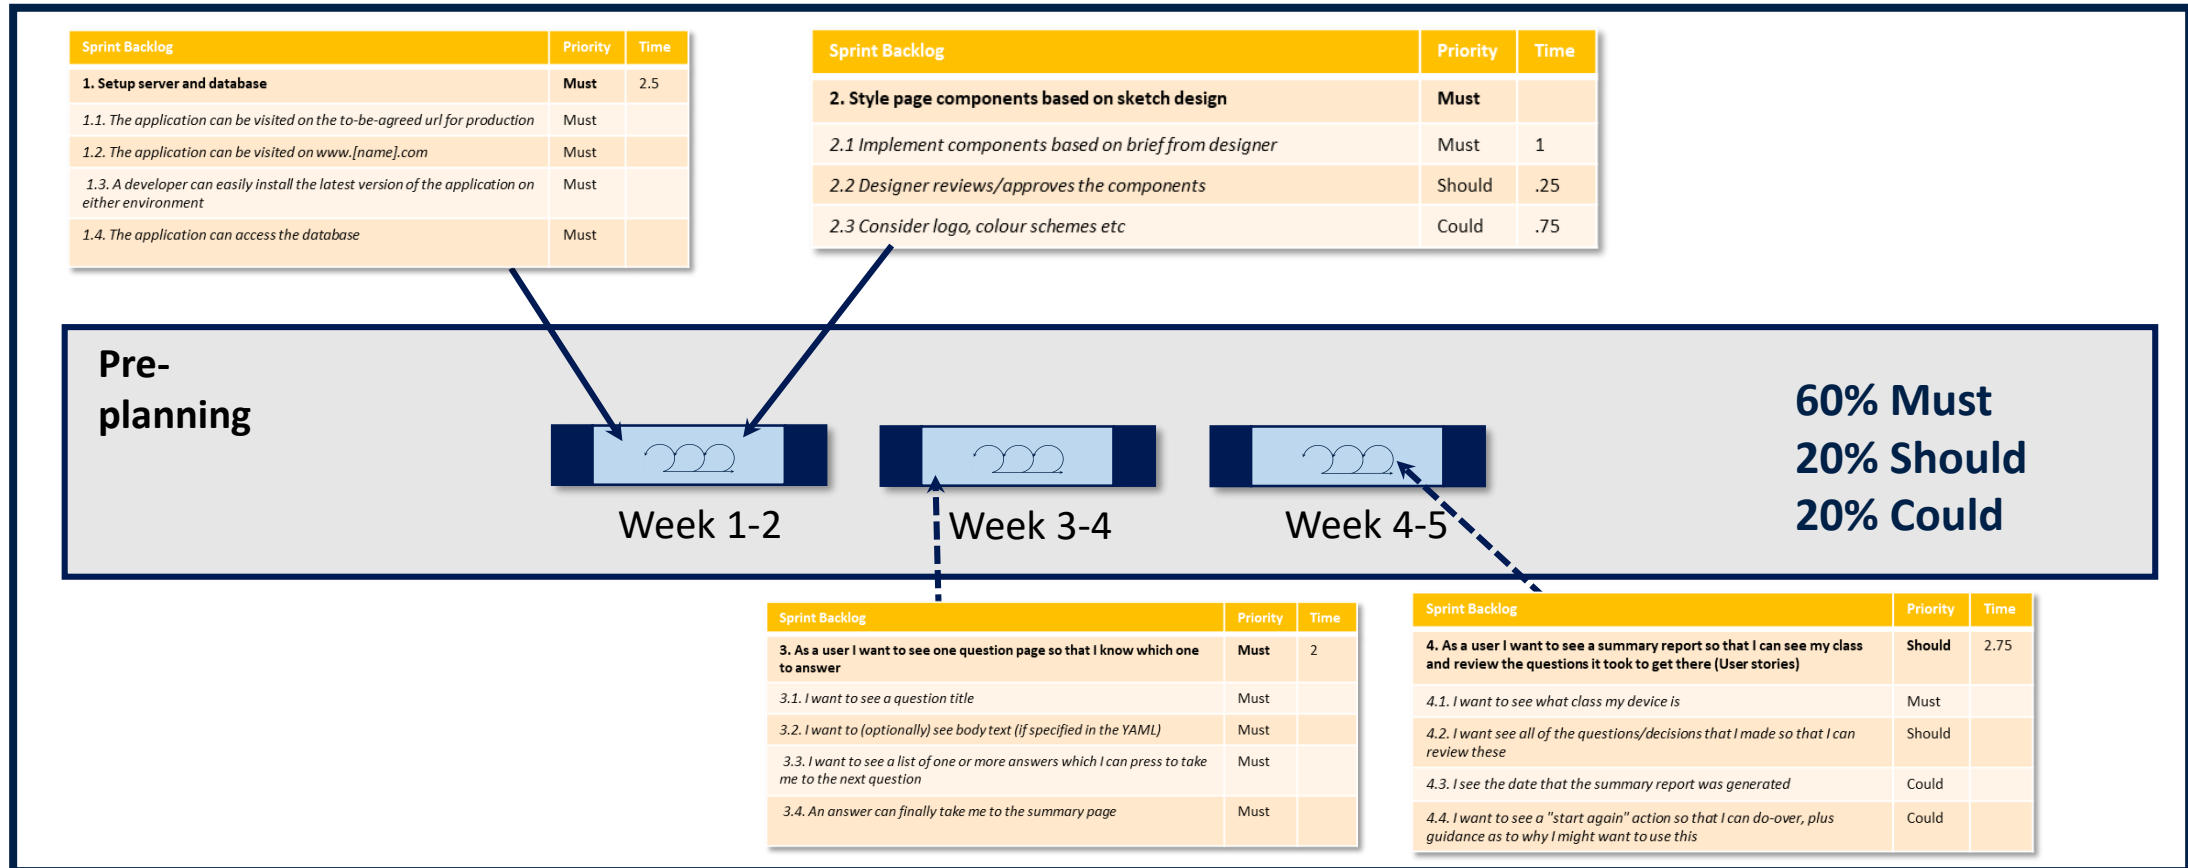 Sprint Backlog Priority Time
1. Setup server and database Must 2.5
1.1. The application can be visited on the to-be-agreed url for production Must
1.2. The application can be visited on www.[name].com Must
1.3. A developer can easily install the latest version of the application on Must
either environment
1.4. The application can access the database Must
Sprint Backlog Priority Time
2. Style page components based on sketch design Must
2.1 Implement components based on brief from designer Must 1
2.2 Designer reviews/approves the components Should .25
2.3 Consider logo, colour schemes etc Could .75
Pre-
planning
Week 1-2
Week 3-4
Week 4-5
60% Must
20% Should
20% Could
Sprint Backlog Priority Time
3. As a user I want to see one question page so that I know which one Must 2
to answer
3.1. I want to see a question title Must
3.2. I want to (optionally) see body text (if specified in the YAML) Must
3.3. I want to see a list of one or more answers which I can press to take Must
me to the next question
3.4. An answer can finally take me to the summary page Must
Sprint Backlog Priority Time
4. As a user I want to see a summary report so that I can see my class Should 2.75
and review the questions it took to get there (User stories)
4.1. I want to see what class my device is Must
4.2. I want see all of the questions/decisions that I made so that I can Should
review these
4.3. I see the date that the summary report was generated Could
4.4. I want to see a "start again" action so that I can do-over, plus Could
guidance as to why I might want to use this